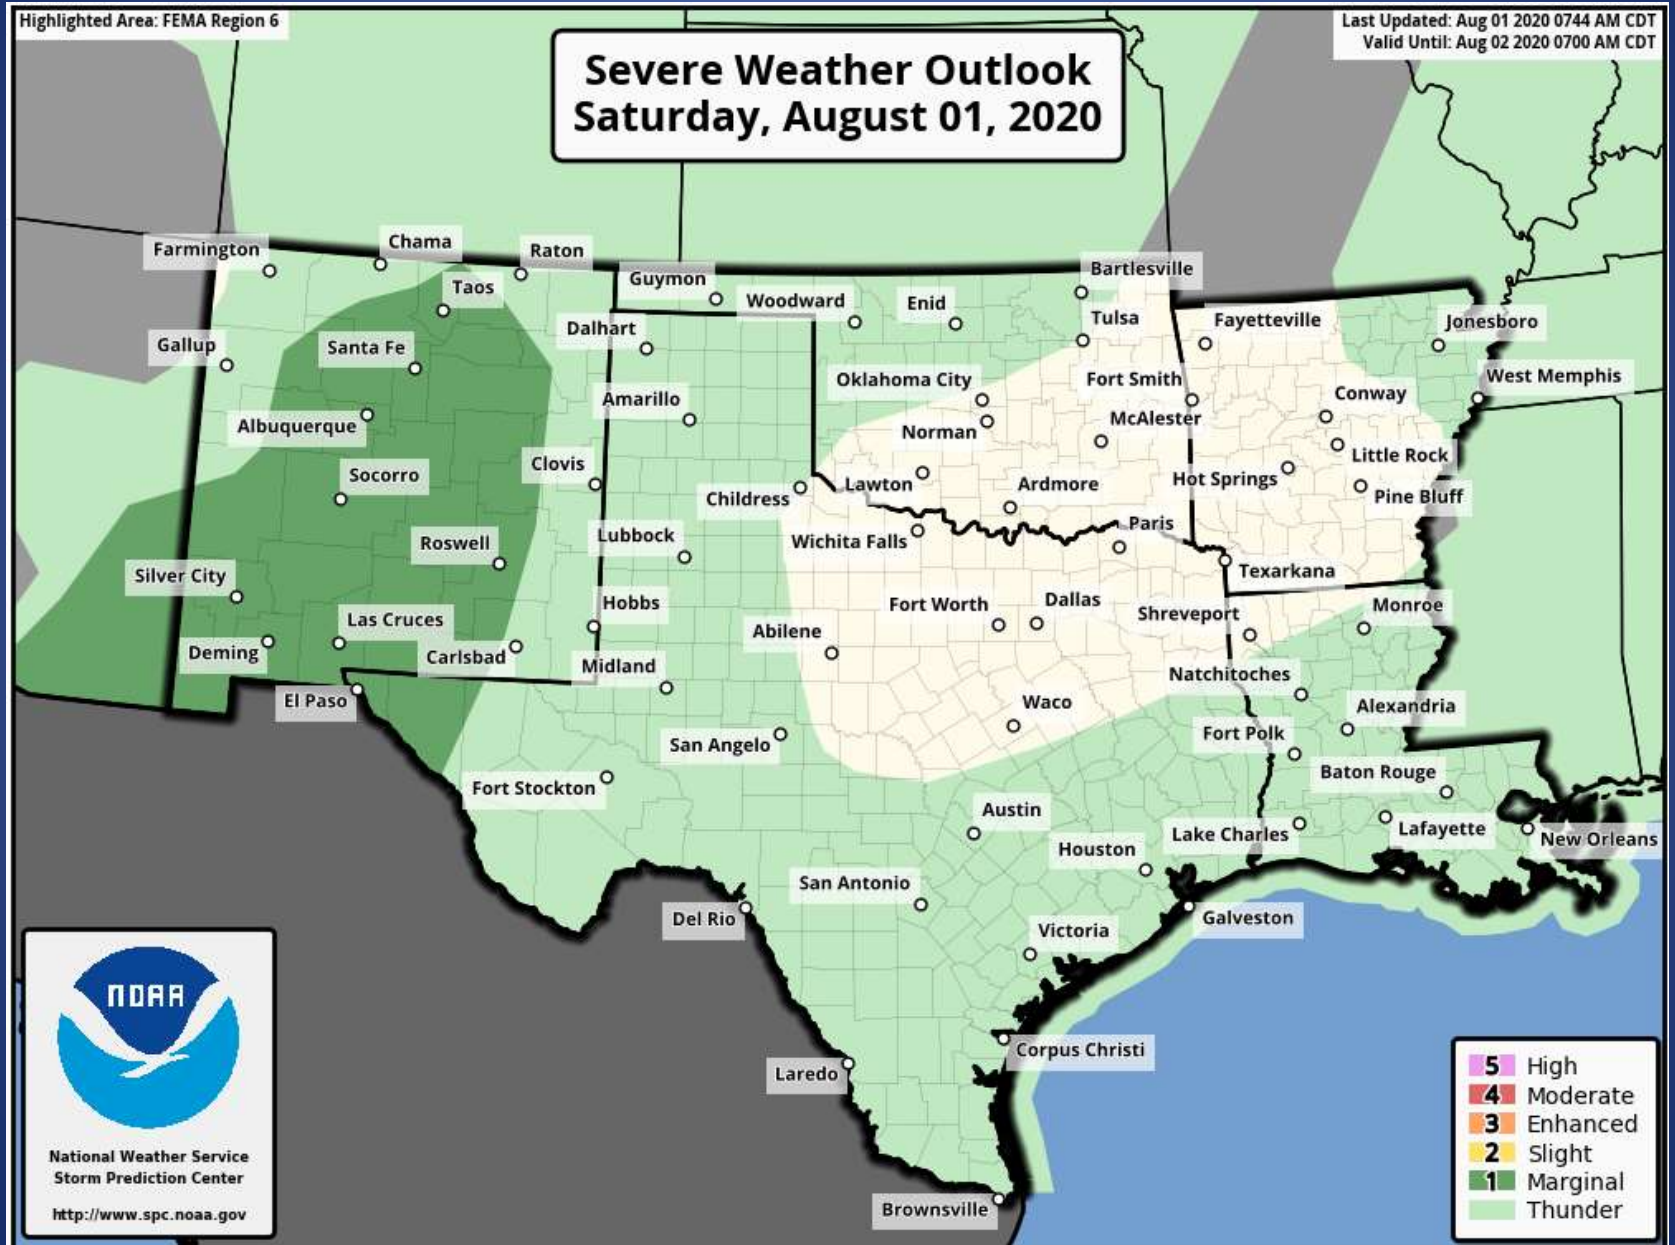 Highlighted Area: FEMA Region 6
Last Updated: Aug 01 2020 0744 AM CDT
Valid Until: Aug 02 2020 0700 AM CDT
Severe Weather Outlook
Saturday, August 01, 2020
Farmington
Chama
Raton
Taos
Guymon
Woodward
Enid
Bartlesville
Gallup
Santa Fe
Dalhart
Tulsa
Fayetteville
Jonesboro
Albuquerque
Amarillo
Oklahoma City
Fort Smith
Conway
West Memphis
Norman
McAlester
Socorro
Clovis
Childress
Lawton
Ardmore
Hot Springs
Little Rock
Pine Bluff
Roswell
Lubbock
Wichita Falls
Paris
Texarkana
Silver City
Las Cruces
Hobbs
Fort Worth
Dallas
Shreveport
Monroe
Deming
Carlsbad
Midland
Abilene
Natchitoches
El Paso
San Angelo
Waco
Fort Polk
Alexandria
Fort Stockton
Austin
Baton Rouge
Houston
Lake Charles
Lafayette
New Orleans
San Antonio
Del Rio
Victoria
Galveston
Corpus Christi
Laredo
Brownsville
NOAA
National Weather Service
Storm Prediction Center
http://www.spc.noaa.gov
5 High
4 Moderate
3 Enhanced
2 Slight
1 Marginal
Thunder